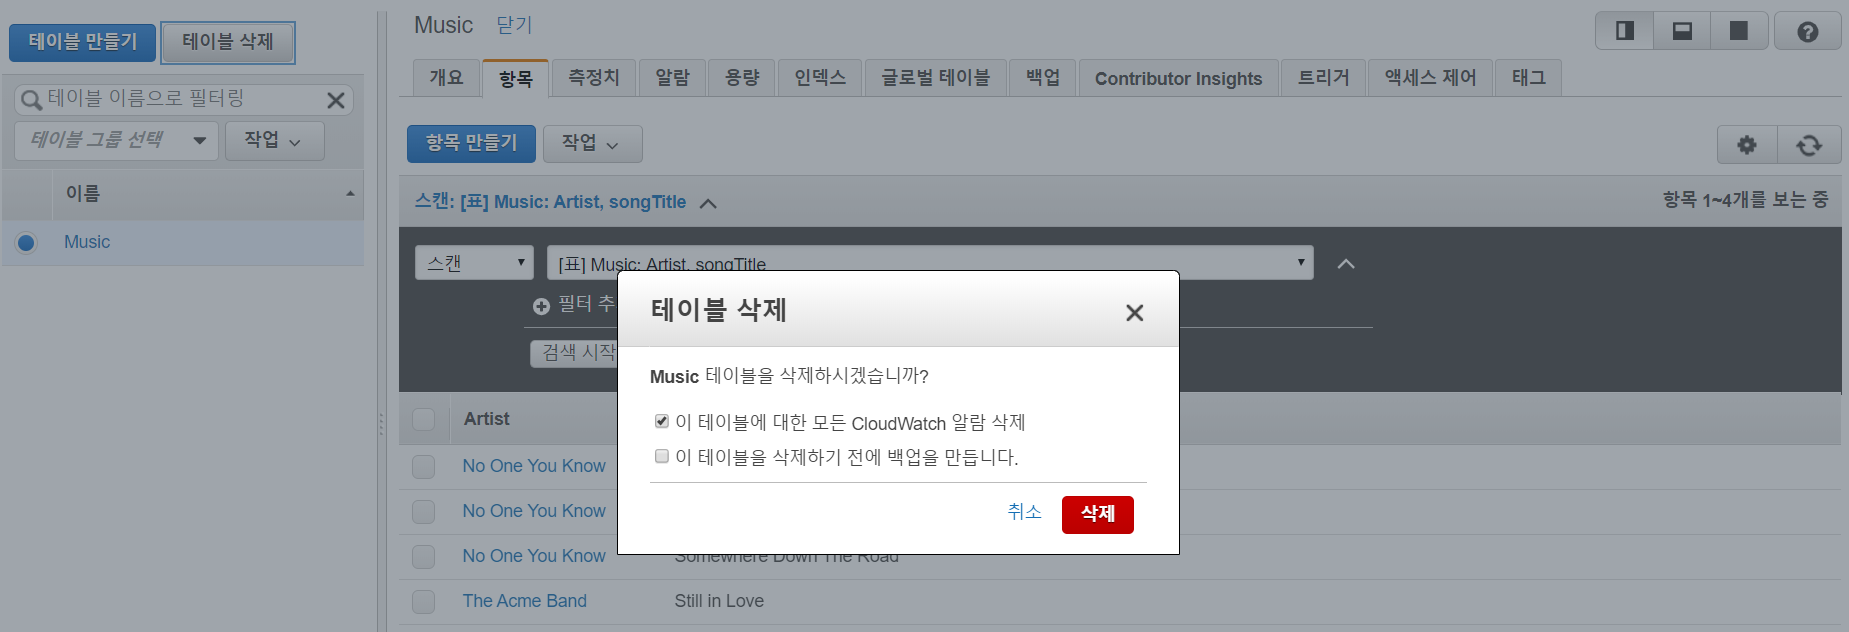 테이블 만들기 테이블 삭제
테이블 이름으로 필터링
테이블 그룹 선택 작업
이름
Music
Music 닫기
개요 항목 측정치 알람 용량 인덱스 글로벌 테이블 백업 Contributor Insights 트리거 액세스 제어 태그
항목 만들기 작업
스캔: [표] Music: Artist, songTitle 항목 1~4개를 보는 중
스캔 [표] Music: Artist, songTitle
필터 추
검색 시작
테이블 삭제
Music 테이블을 삭제하시겠습니까?
이 테이블에 대한 모든 CloudWatch 알람 삭제
이 테이블을 삭제하기 전에 백업을 만듭니다.
취소 삭제
Artist
No One You Know
No One You Know
No One You Know Somewhere Down The Road
The Acme Band Still in Love